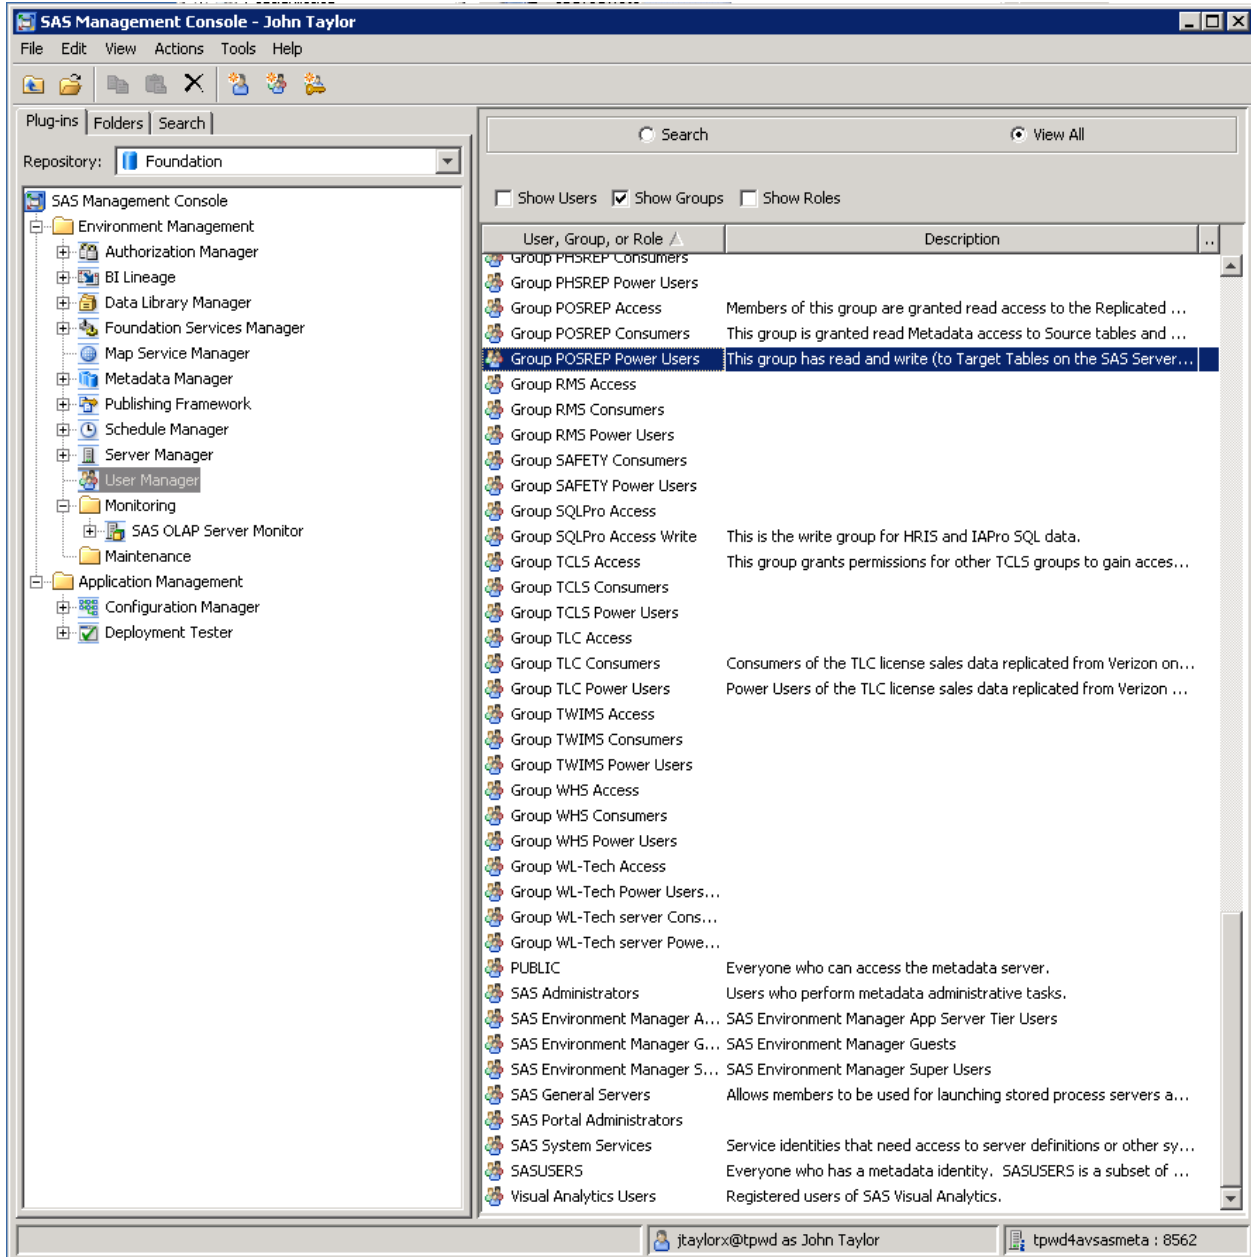 SAS Management Console - John Taylor
File Edit View Actions Tools Help
Plug-ins Folders Search
Repository: Foundation
SAS Management Console
Environment Management
Authorization Manager
BI Lineage
Data Library Manager
Foundation Services Manager
Map Service Manager
Metadata Manager
Publishing Framework
Schedule Manager
Server Manager
User Manager
Monitoring
SAS OLAP Server Monitor
Maintenance
Application Management
Configuration Manager
Deployment Tester
Search View All
Show Users Show Groups Show Roles
User, Group, or Role Description ..
Group PHSREP Consumers
Group PHSREP Power Users
Group POSREP Access Members of this group are granted read access to the Replicated ...
Group POSREP Consumers This group is granted read Metadata access to Source tables and ...
Group POSREP Power Users This group has read and write (to Target Tables on the SAS Server...
Group RMS Access
Group RMS Consumers
Group RMS Power Users
Group SAFETY Consumers
Group SAFETY Power Users
Group SQLPro Access
Group SQLPro Access Write This is the write group for HRIS and IAPro SQL data.
Group TCLS Access This group grants permissions for other TCLS groups to gain acces...
Group TCLS Consumers
Group TCLS Power Users
Group TLC Access
Group TLC Consumers Consumers of the TLC license sales data replicated from Verizon on...
Group TLC Power Users Power Users of the TLC license sales data replicated from Verizon ...
Group TWIMS Access
Group TWIMS Consumers
Group TWIMS Power Users
Group WHS Access
Group WHS Consumers
Group WHS Power Users
Group WL-Tech Access
Group WL-Tech Power Users...
Group WL-Tech server Cons...
Group WL-Tech server Powe...
PUBLIC Everyone who can access the metadata server.
SAS Administrators Users who perform metadata administrative tasks.
SAS Environment Manager A... SAS Environment Manager App Server Tier Users
SAS Environment Manager G... SAS Environment Manager Guests
SAS Environment Manager S... SAS Environment Manager Super Users
SAS General Servers Allows members to be used for launching stored process servers a...
SAS Portal Administrators
SAS System Services Service identities that need access to server definitions or other sy...
SASUSERS Everyone who has a metadata identity. SASUSERS is a subset of ...
Visual Analytics Users Registered users of SAS Visual Analytics.
jtaylorx@tpwd as John Taylor tpwd4avsasmeta : 8562